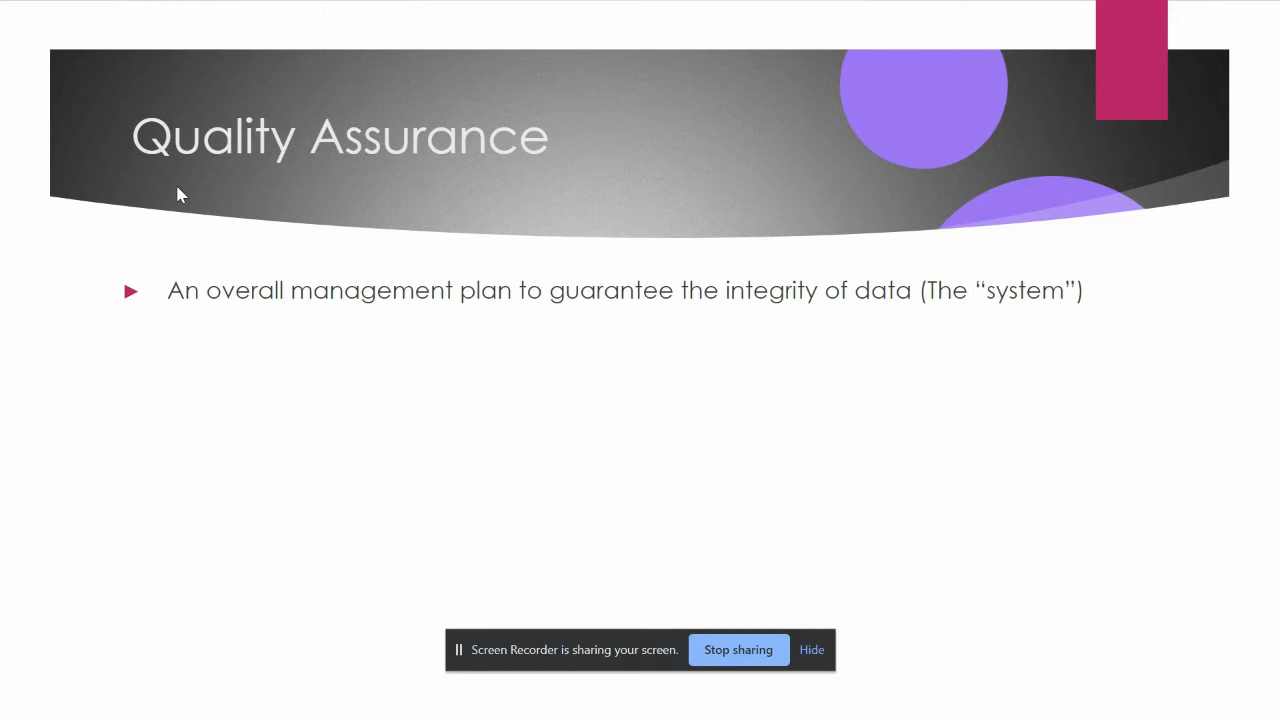 Quality Assurance
An overall management plan to guarantee the integrity of data (The “system”)
Screen Recorder is sharing your screen. Stop sharing Hide